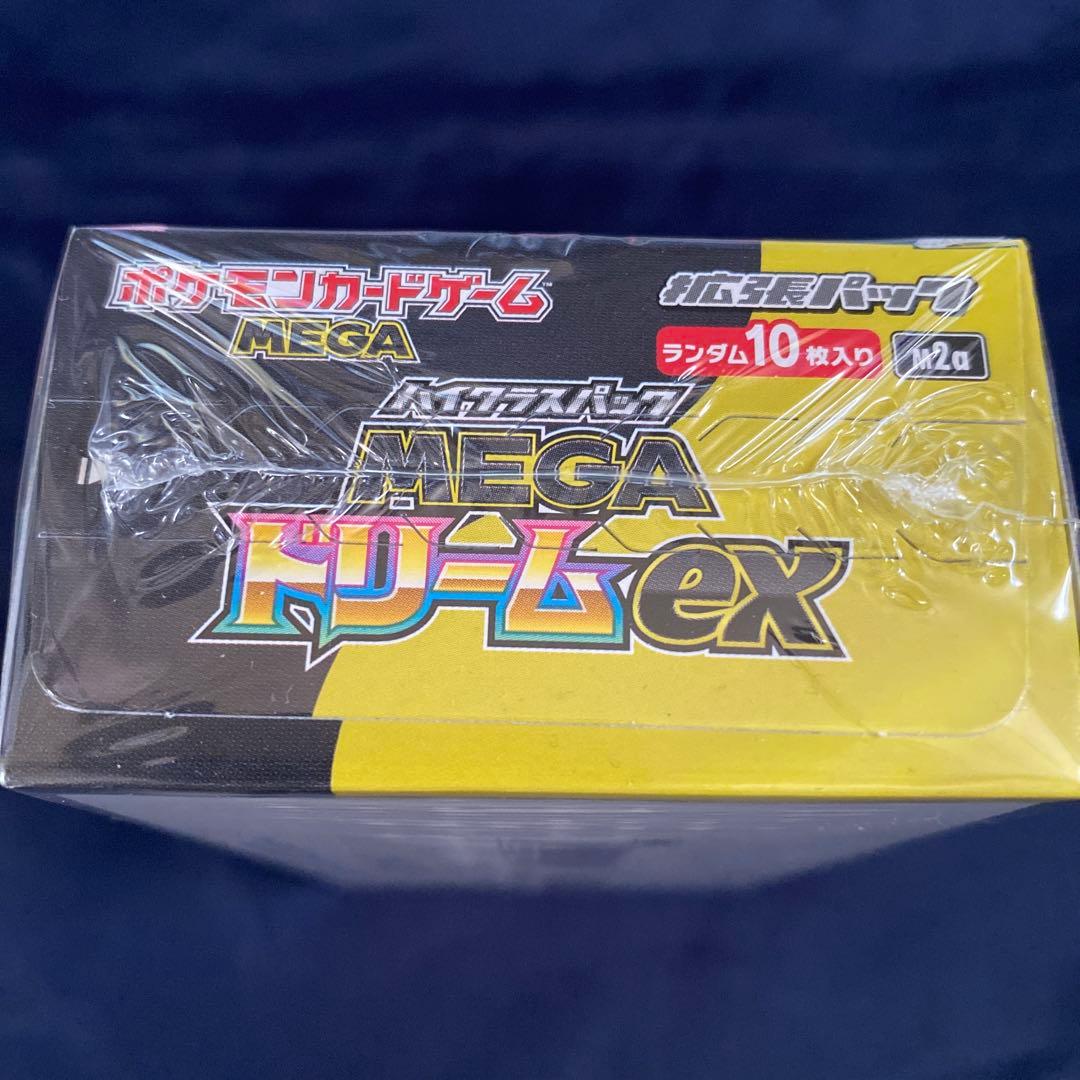 ポケモンカードゲーム™
MEGA
拡張パック
ランダム10枚入り
M2a
ハイクラスパック
MEGA
ドリームex